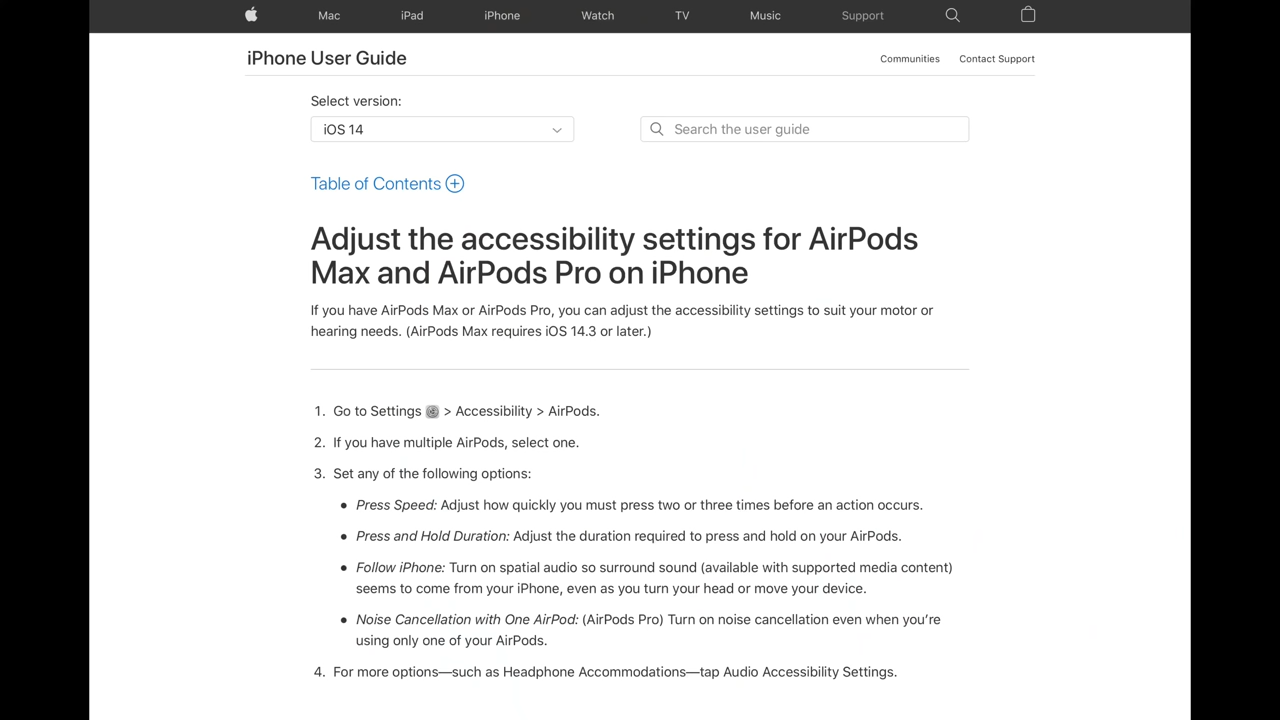 Mac iPad iPhone Watch TV Music Support
iPhone User Guide
Communities Contact Support
Select version:
iOS 14
Search the user guide
Table of Contents
Adjust the accessibility settings for AirPods
Max and AirPods Pro on iPhone
If you have AirPods Max or AirPods Pro, you can adjust the accessibility settings to suit your motor or
hearing needs. (AirPods Max requires iOS 14.3 or later.)
1. Go to Settings > Accessibility > AirPods.
2. If you have multiple AirPods, select one.
3. Set any of the following options:
• Press Speed: Adjust how quickly you must press two or three times before an action occurs.
• Press and Hold Duration: Adjust the duration required to press and hold on your AirPods.
• Follow iPhone: Turn on spatial audio so surround sound (available with supported media content)
seems to come from your iPhone, even as you turn your head or move your device.
• Noise Cancellation with One AirPod: (AirPods Pro) Turn on noise cancellation even when you’re
using only one of your AirPods.
4. For more options—such as Headphone Accommodations—tap Audio Accessibility Settings.